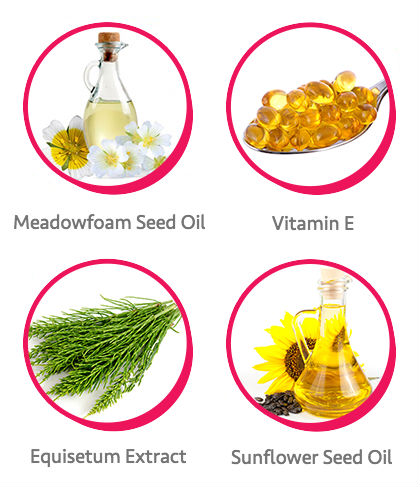 Meadowfoam Seed Oil
Vitamin E
Equisetum Extract
Sunflower Seed Oil